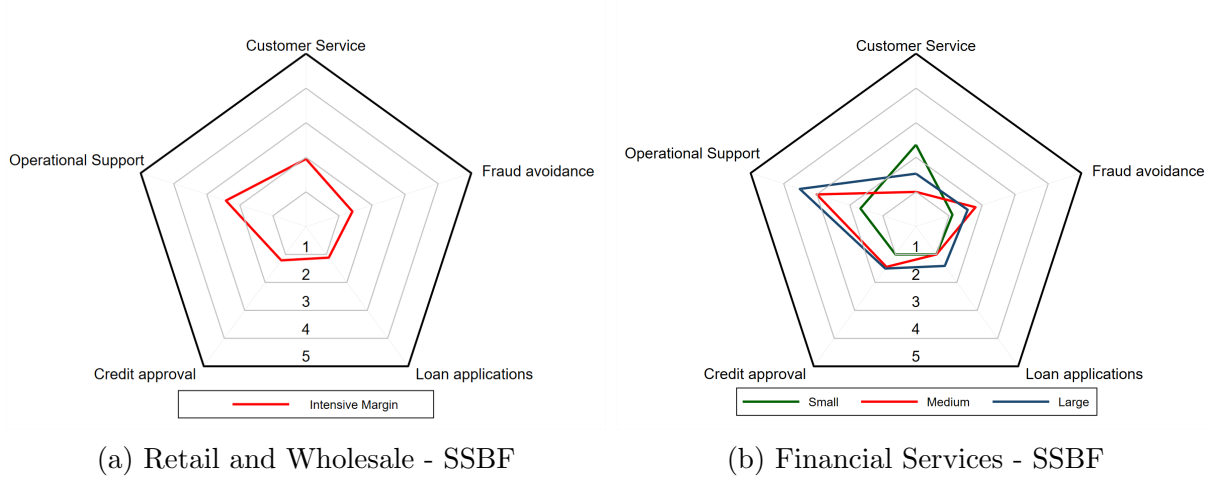 Customer Service
Operational Support
Fraud avoidance
1
2
3
4
5
Credit approval
Loan applications
Intensive Margin
(a) Retail and Wholesale - SSBF
Customer Service
Operational Support
Fraud avoidance
1
2
3
4
5
Credit approval
Loan applications
Small Medium Large
(b) Financial Services - SSBF